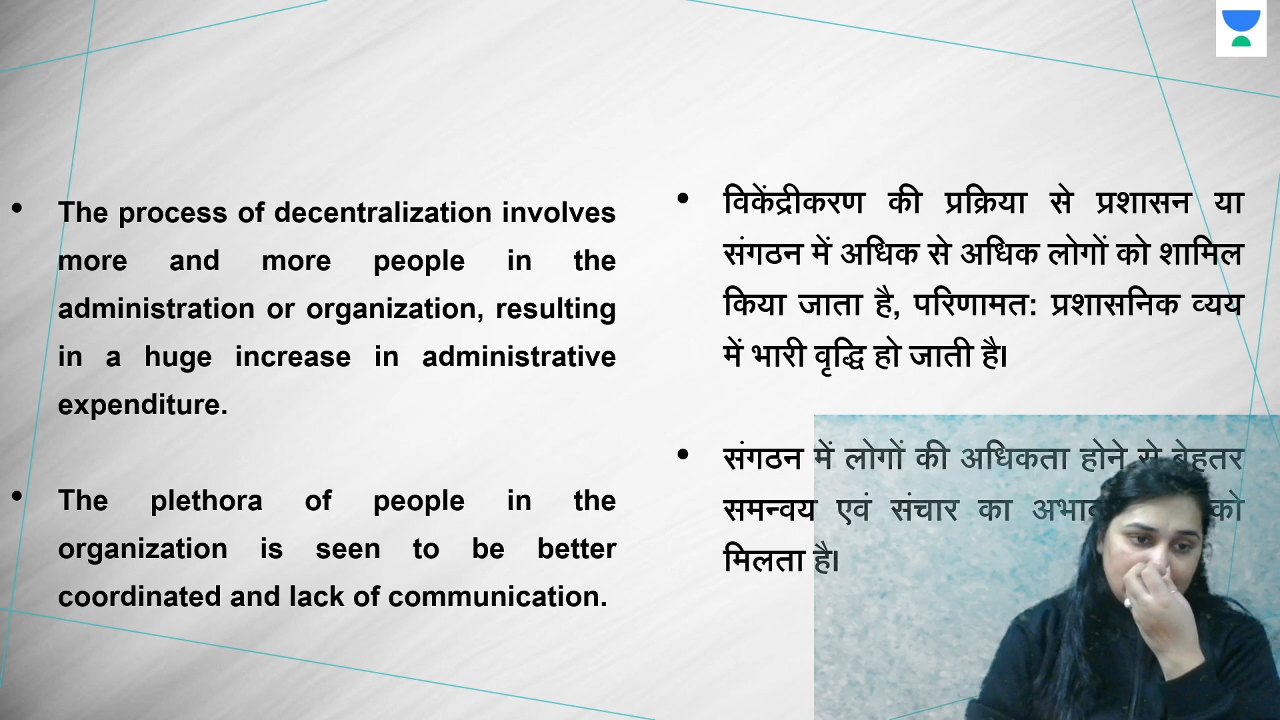 • The process of decentralization involves
more and more people in the
administration or organization, resulting
in a huge increase in administrative
expenditure.
• The plethora of people in the
organization is seen to be better
coordinated and lack of communication.
• विकेंद्रीकरण की प्रक्रिया से प्रशासन या
संगठन में अधिक से अधिक लोगों को शामिल
किया जाता है, परिणामत: प्रशासनिक व्यय
में भारी वृद्धि हो जाती है।
• संगठन में लोगों की अधिकता होने से बेहतर
समन्वय एवं संचार का को
मिलता है।